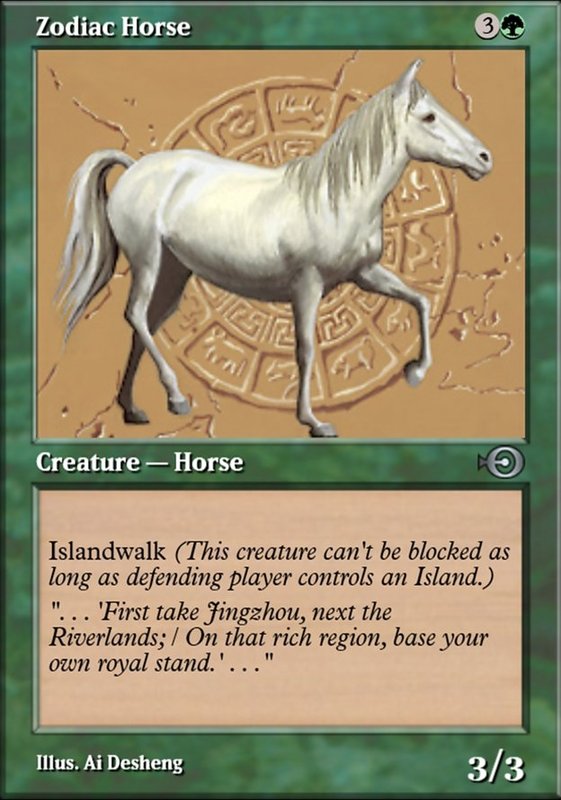 Zodiac Horse
3
Creature — Horse
Islandwalk (This creature can't be blocked as
long as defending player controls an Island.)
". . . 'First take Jingzhou, next the
Riverlands; / On that rich region, base your
own royal stand.' . . ."
Illus. Ai Desheng
3/3